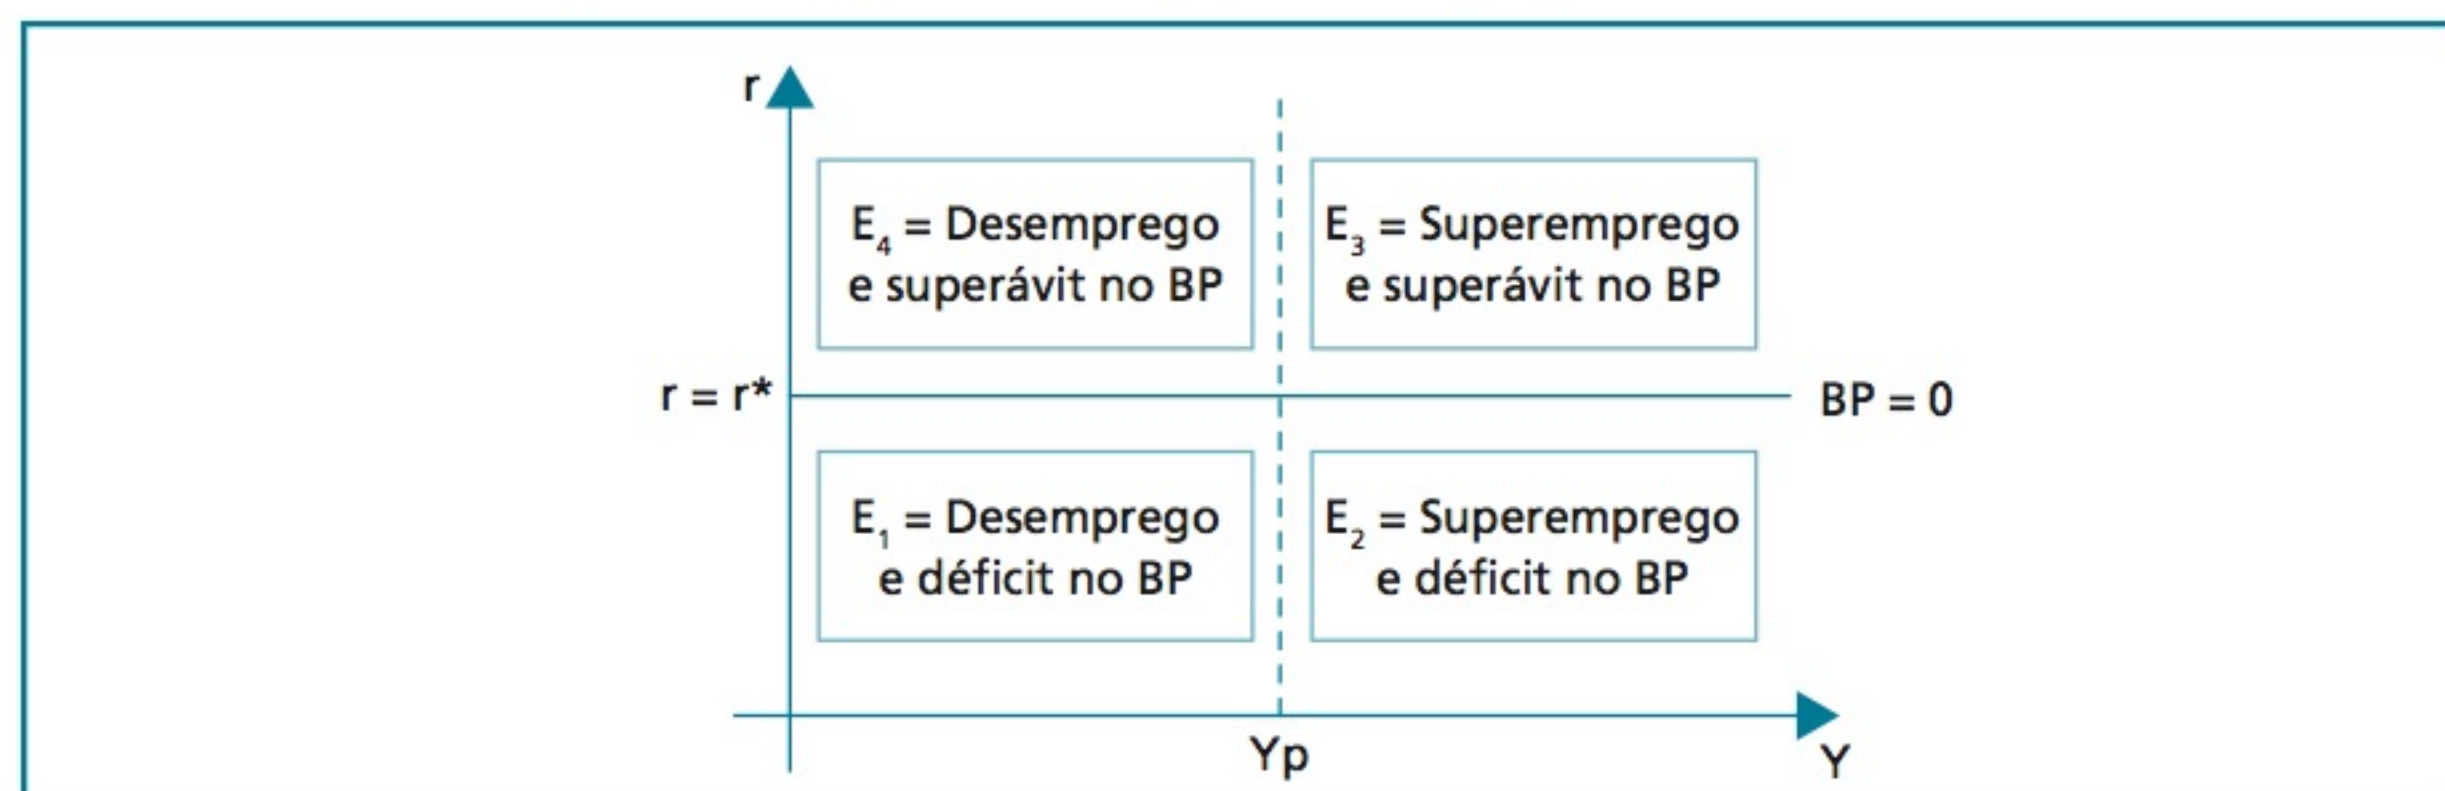 r
E₄ = Desemprego
e superávit no BP
E₃ = Superemprego
e superávit no BP
r = r*
BP = 0
E₁ = Desemprego
e déficit no BP
E₂ = Superemprego
e déficit no BP
Yp
Y